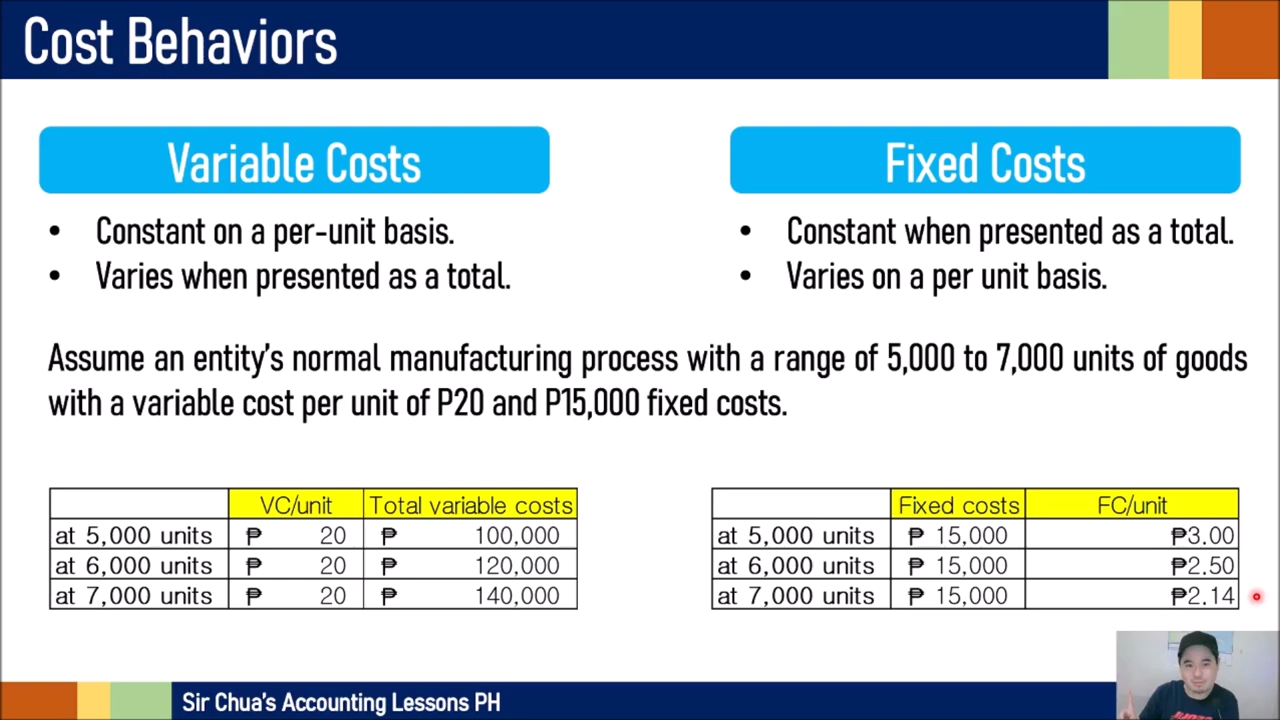 Cost Behaviors
Variable Costs
• Constant on a per-unit basis.
• Varies when presented as a total.
Fixed Costs
• Constant when presented as a total.
• Varies on a per unit basis.
Assume an entity's normal manufacturing process with a range of 5,000 to 7,000 units of goods
with a variable cost per unit of P20 and P15,000 fixed costs.
VC/unit Total variable costs
at 5,000 units ₱ 20 ₱ 100,000
at 6,000 units ₱ 20 ₱ 120,000
at 7,000 units ₱ 20 ₱ 140,000
Fixed costs FC/unit
at 5,000 units ₱ 15,000 ₱3.00
at 6,000 units ₱ 15,000 ₱2.50
at 7,000 units ₱ 15,000 ₱2.14
Sir Chua's Accounting Lessons PH